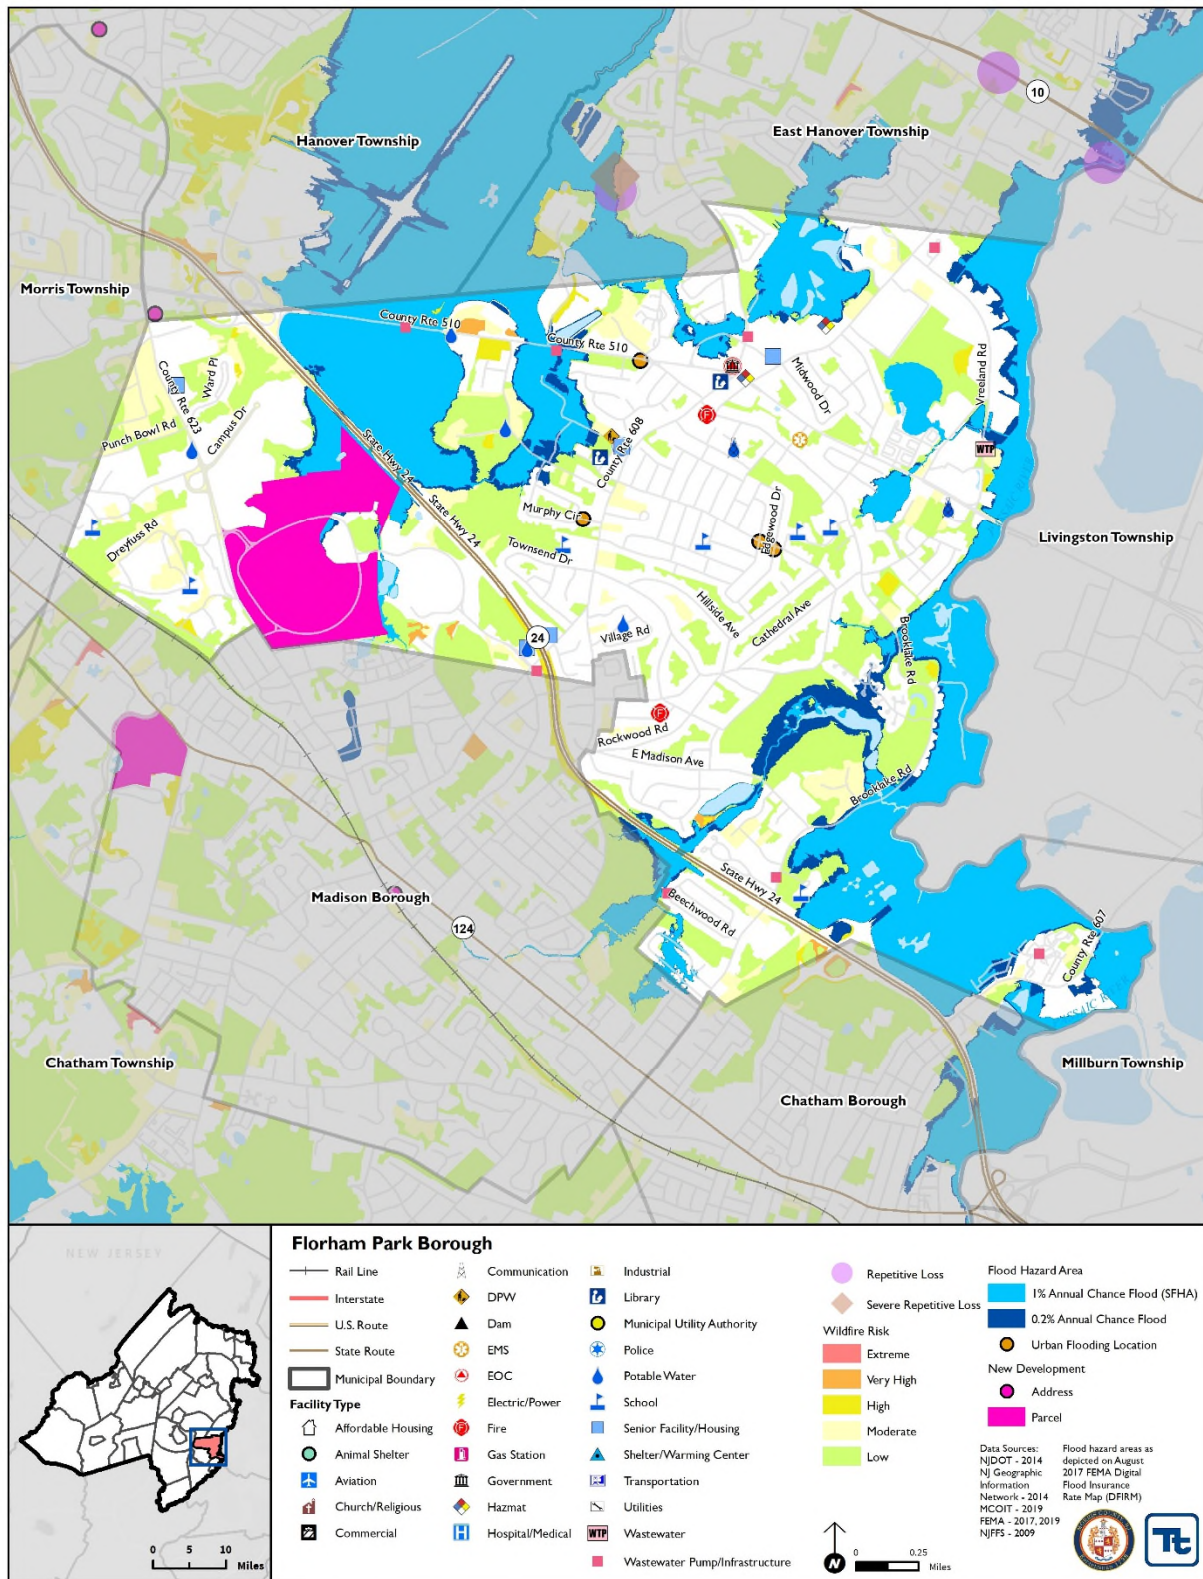 10
Hanover Township
East Hanover Township
Morris Township
County Rte 510
County Rte 510
Ward Pl
County Rte 623
Punch Bowl Rd
Campus Dr
Midwood Dr
Vreeland Rd
State Hwy 24
County Rte 608
WTP
State Hwy 24
Murphy Cir
Edgewood Dr
Dreyfuss Rd
Townsend Dr
Livingston Township
Hillside Ave
Cathedral Ave
24
Village Rd
Brooklake Rd
Rockwood Rd
E Madison Ave
Brooklake Rd
State Hwy 24
Beechwood Rd
Madison Borough
124
County Rte 607
Chatham Township
Millburn Township
Chatham Borough
NEW JERSEY
0 5 10
Miles
Florham Park Borough
Rail Line
Interstate
U.S. Route
State Route
Municipal Boundary
Facility Type
Affordable Housing
Animal Shelter
Aviation
Church/Religious
Commercial
Communication
DPW
Dam
EMS
EOC
Electric/Power
Fire
Gas Station
Government
Hazmat
Hospital/Medical
Industrial
Library
Municipal Utility Authority
Police
Potable Water
School
Senior Facility/Housing
Shelter/Warming Center
Transportation
Utilities
WTP Wastewater
Wastewater Pump/Infrastructure
Repetitive Loss
Severe Repetitive Loss
Wildfire Risk
Extreme
Very High
High
Moderate
Low
N
0 0.25
Miles
Flood Hazard Area
1% Annual Chance Flood (SFHA)
0.2% Annual Chance Flood
Urban Flooding Location
New Development
Address
Parcel
Data Sources:
NJDOT - 2014
NJ Geographic
Information
Network - 2014
MCOIT - 2019
FEMA - 2017, 2019
NJFFS - 2009
Flood hazard areas as
depicted on August
2017 FEMA Digital
Flood Insurance
Rate Map (DFIRM)
Tt